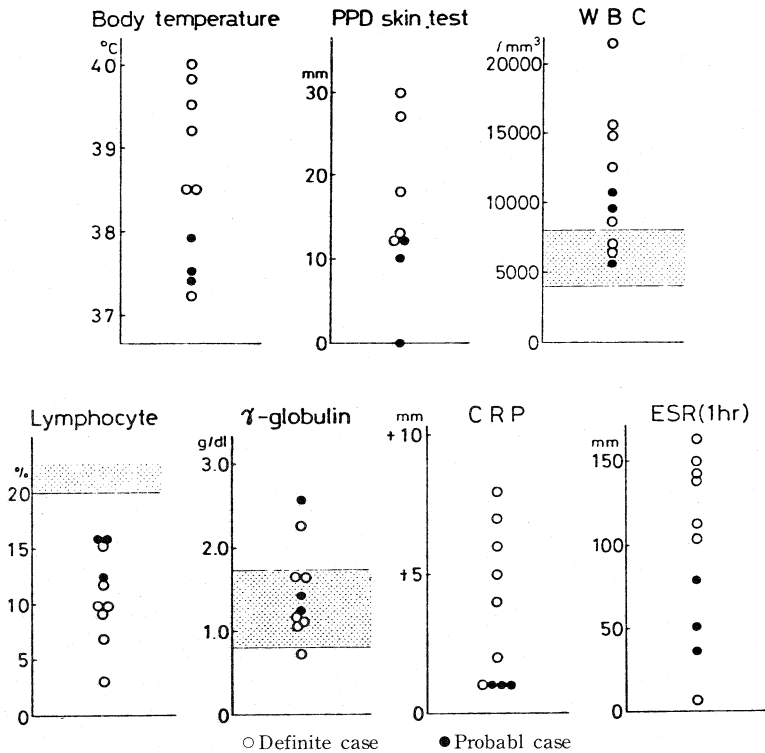 Body temperature
°C
40
39
38
37
PPD skin test
mm
30
20
10
0
W B C
/mm³
20000
15000
10000
5000
0
Lymphocyte
%
20
15
10
5
0
γ-globulin
g/dl
3.0
2.0
1.0
0
C R P
mm
+10
+5
0
ESR(1hr)
mm
150
100
50
0
○ Definite case ● Probabl case